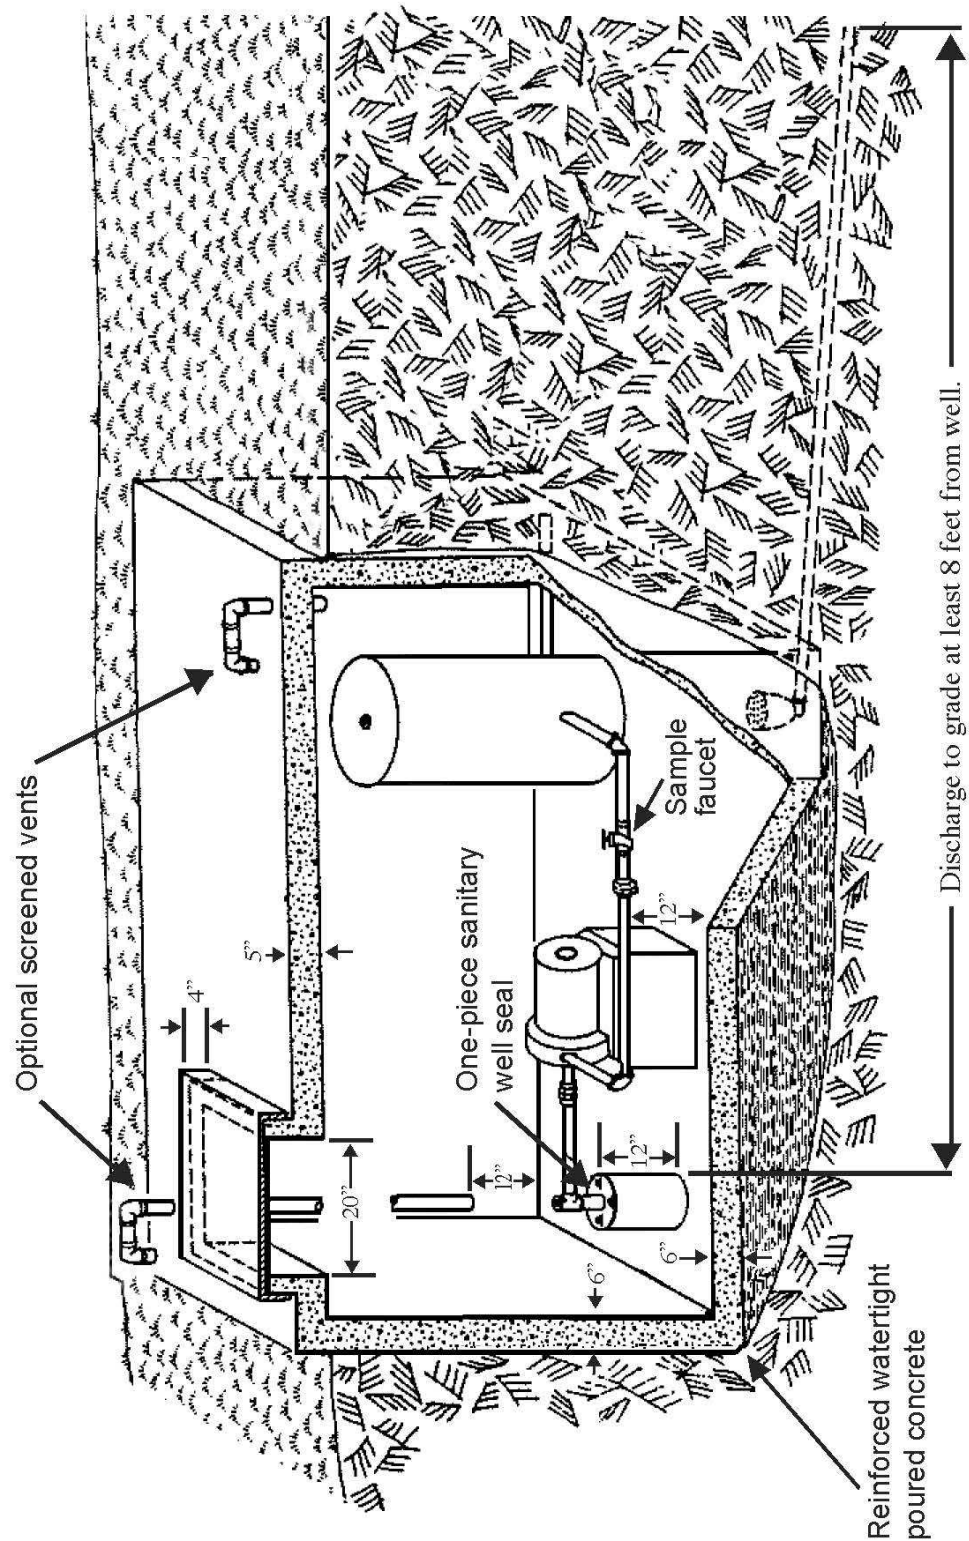 Optional screened vents
4”
5”
20”
12”
One-piece sanitary
well seal
12”
12”
Sample
faucet
6”
6”
Reinforced watertight
poured concrete
Discharge to grade at least 8 feet from well.